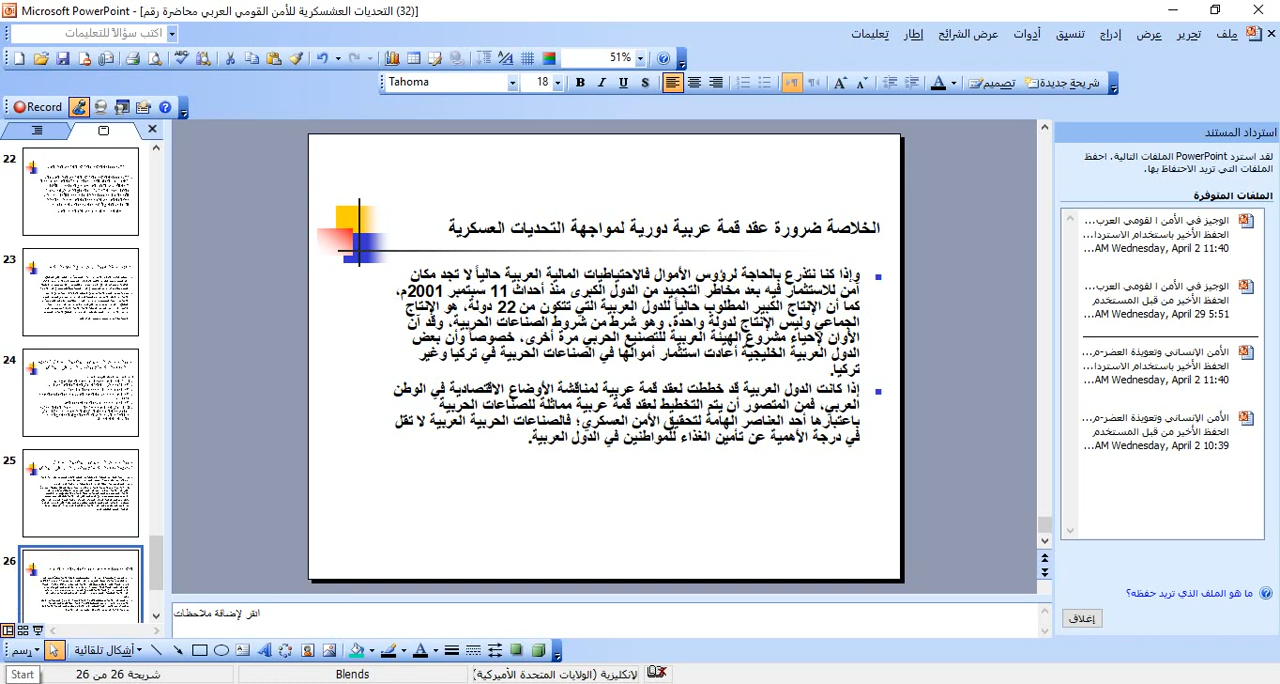 Microsoft PowerPoint - [التحديات العشسكرية للأمن القومي العربي محاضرة رقم (32)]
اكتب سؤالاً للتعليمات
ملف تحرير عرض إدراج تنسيق أدوات عرض الشرائح إطار تعليمات
51%
Tahoma 18 B I U S
تصميم شريحة جديدة
Record
22
23
24
25
26
الخلاصة ضرورة عقد قمة عربية دورية لمواجهة التحديات العسكرية
وإذا كنا نتذرع بالحاجة لرؤوس الأموال فالاحتياطيات المالية العربية حالياً لا تجد مكان
آمن للاستثمار فيه بعد مخاطر التجميد من الدول الكبرى منذ أحداث 11 سبتمبر 2001م،
كما أن الإنتاج الكبير المطلوب حالياً للدول العربية التي تتكون من 22 دولة، هو الإنتاج
الجماعي وليس الإنتاج لدولة واحدة، وهو شرط من شروط الصناعات الحربية، وقد آن
الأوان لإحياء مشروع الهيئة العربية للتصنيع الحربي مرة أخرى، خصوصاً وأن بعض
الدول العربية الخليجية أعادت استثمار أموالها في الصناعات الحربية في تركيا وغير
تركيا.
إذا كانت الدول العربية قد خططت لعقد قمة عربية لمناقشة الأوضاع الاقتصادية في الوطن
العربي، فمن المتصور أن يتم التخطيط لعقد قمة عربية مماثلة للصناعات الحربية
باعتبارها أحد العناصر الهامة لتحقيق الأمن العسكري؛ فالصناعات الحربية العربية لا تقل
في درجة الأهمية عن تأمين الغذاء للمواطنين في الدول العربية.
استرداد المستند
لقد استرد PowerPoint الملفات التالية. احفظ
الملفات التي تريد الاحتفاظ بها.
الملفات المتوفرة
الوجيز في الأمن ا لقومي العرب...
الحفظ الأخير باستخدام الاستردا...
11:40 AM Wednesday, April 2...
الوجيز في الأمن ا لقومي العرب...
الحفظ الأخير من قبل المستخدم
5:51 AM Wednesday, April 29...
الأمن الإنساني وتعويذة العصر-م...
الحفظ الأخير باستخدام الاستردا...
11:40 AM Wednesday, April 2...
الأمن الإنساني وتعويذة العصر-م...
الحفظ الأخير من قبل المستخدم
10:39 AM Wednesday, April 2...
ما هو الملف الذي تريد حفظه؟
إغلاق
انقر لإضافة ملاحظات
رسم أشكال تلقائية
Start شريحة 26 من 26 Blends لإنكليزية (الولايات المتحدة الأميركية)